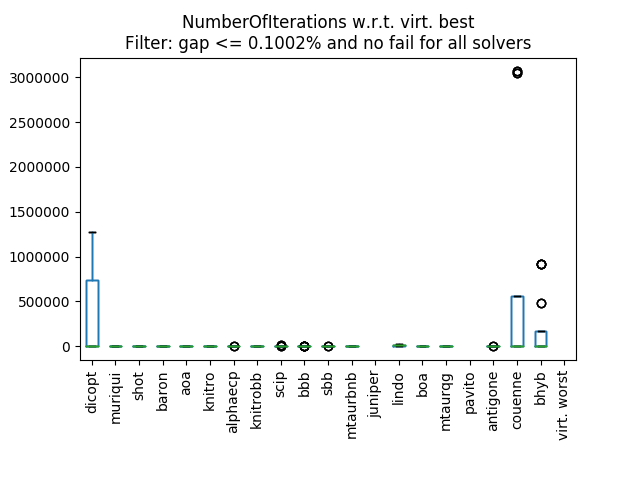 NumberOfIterations w.r.t. virt. best
Filter: gap <= 0.1002% and no fail for all solvers
3000000
2500000
2000000
1500000
1000000
500000
0
dicopt
muriqui
shot
baron
aoa
knitro
alphaecp
knitrobb
scip
bbb
sbb
mtaurbnb
juniper
lindo
boa
mtaurqg
pavito
antigone
couenne
bhyb
virt. worst